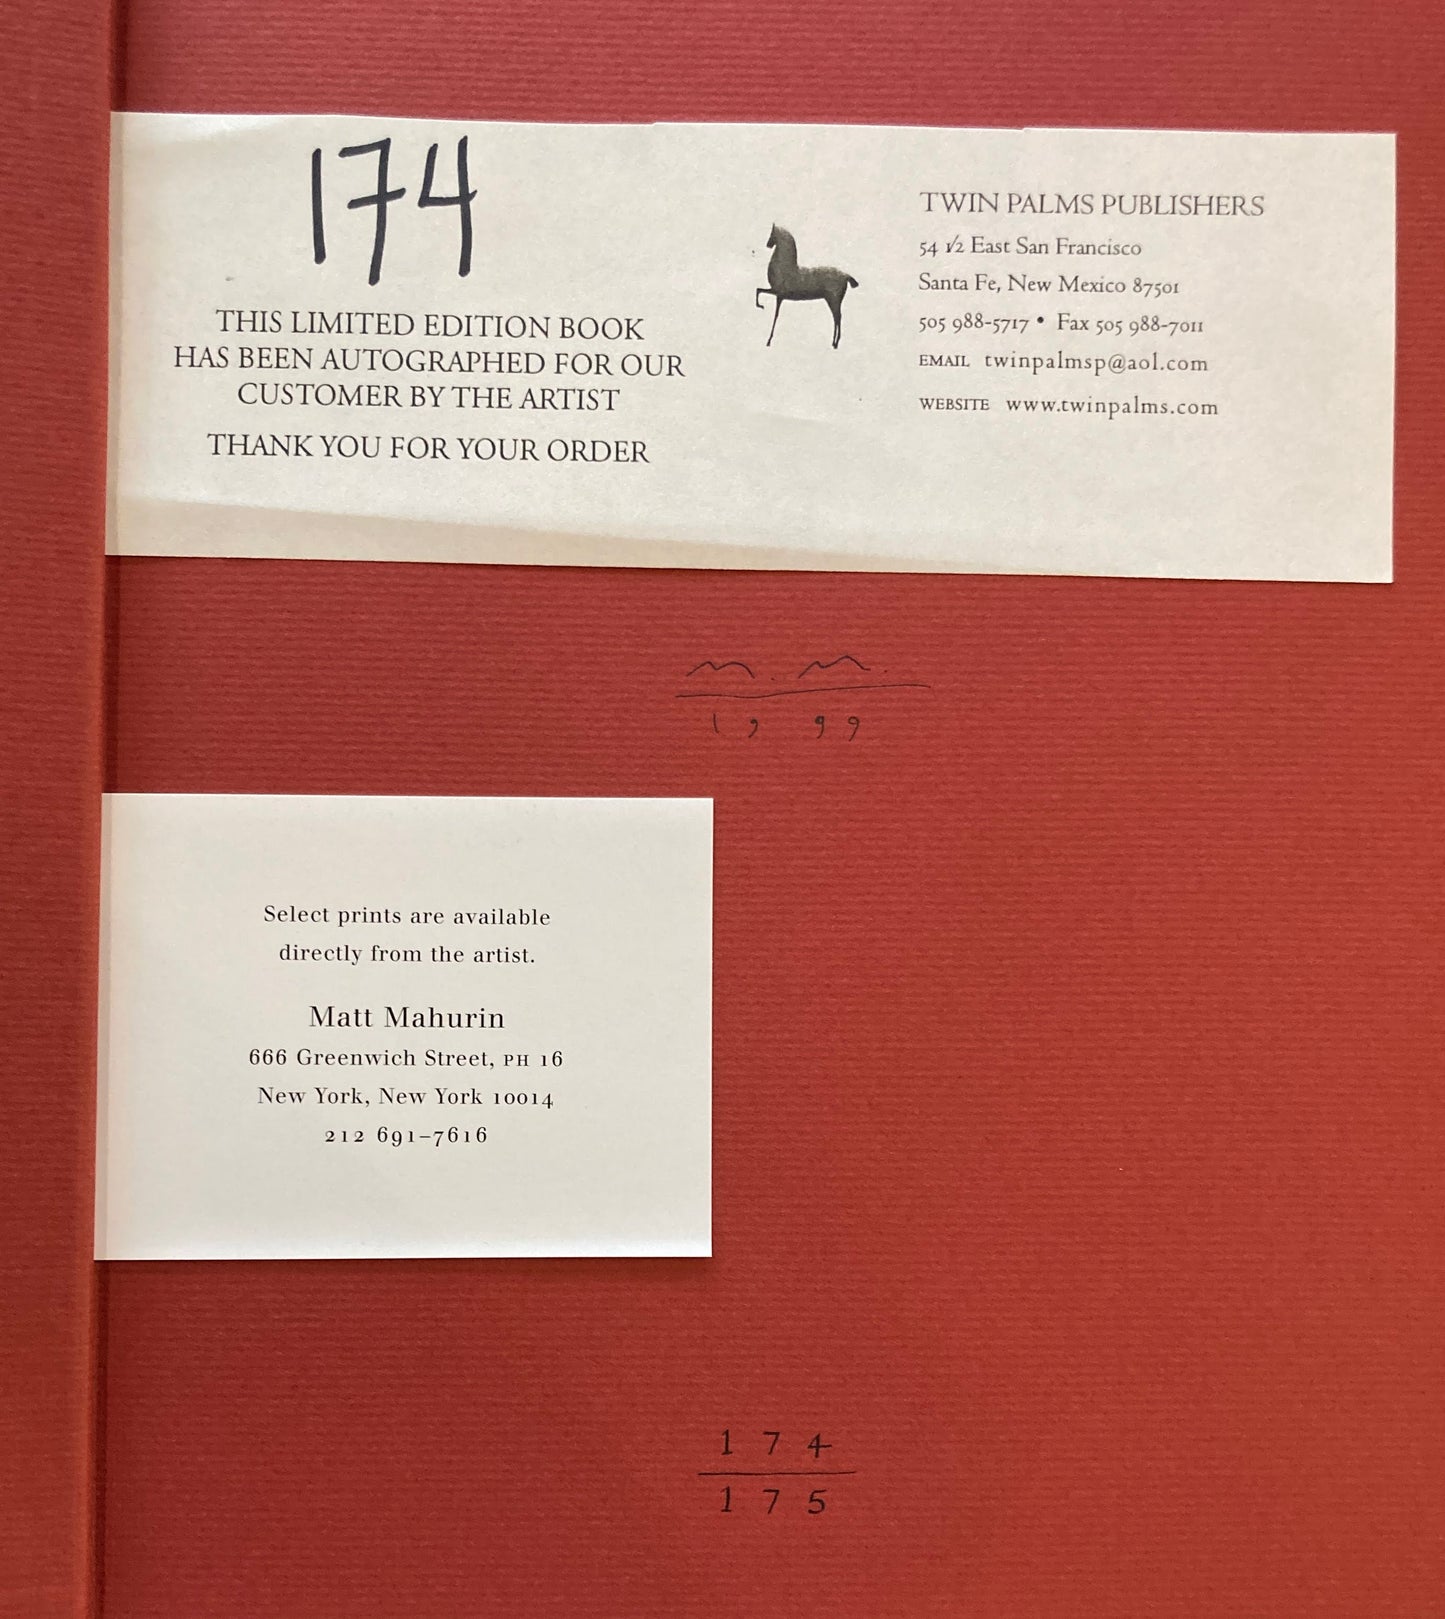 174
THIS LIMITED EDITION BOOK
HAS BEEN AUTOGRAPHED FOR OUR
CUSTOMER BY THE ARTIST
THANK YOU FOR YOUR ORDER
TWIN PALMS PUBLISHERS
54 1/2 East San Francisco
Santa Fe, New Mexico 87501
505 988-5717 • Fax 505 988-7011
EMAIL twinpalmsp@aol.com
WEBSITE www.twinpalms.com
m. m.
1999
Select prints are available
directly from the artist.
Matt Mahurin
666 Greenwich Street, PH 16
New York, New York 10014
212 691–7616
174
175